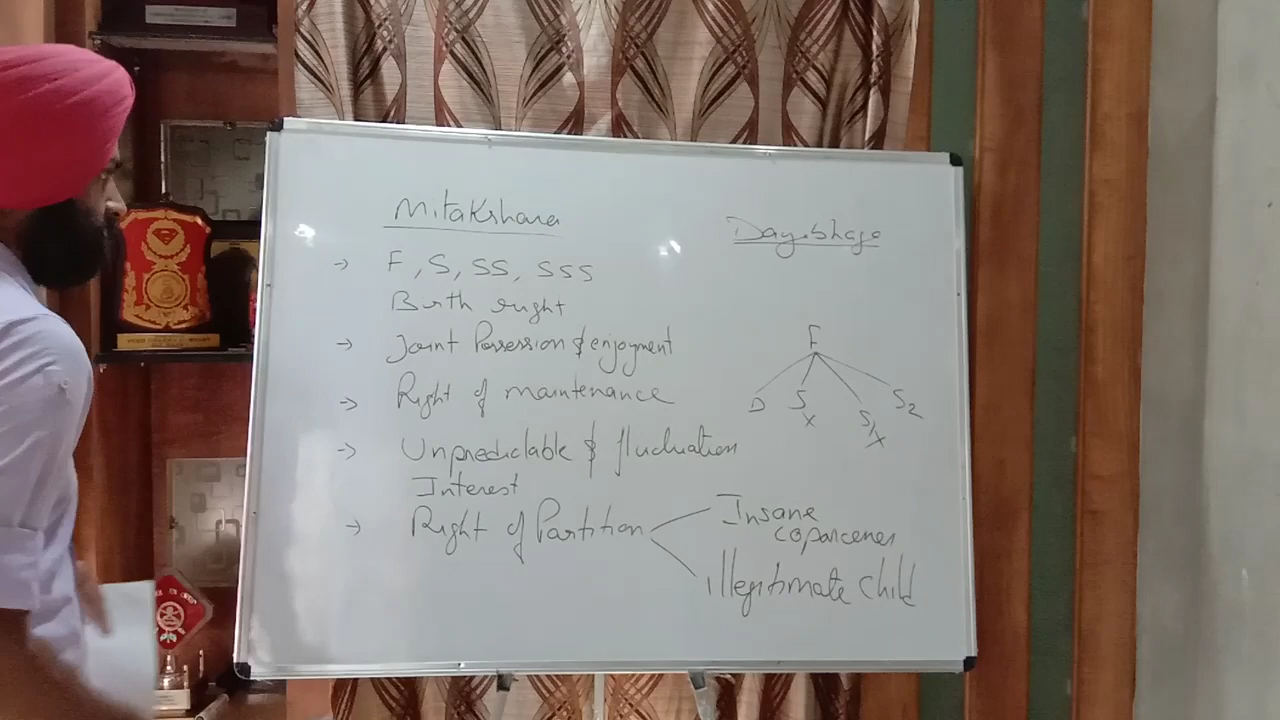 Mitakshara
→ F, S, SS, SSS
Birth right
→ Joint Possession & enjoyment
→ Right of maintenance
→ Unpredictable & fluctuation
Interest
→ Right of Partition
Insane
coparcener
illegitimate child
Dayabhaga
F
D S S1 S2
x x